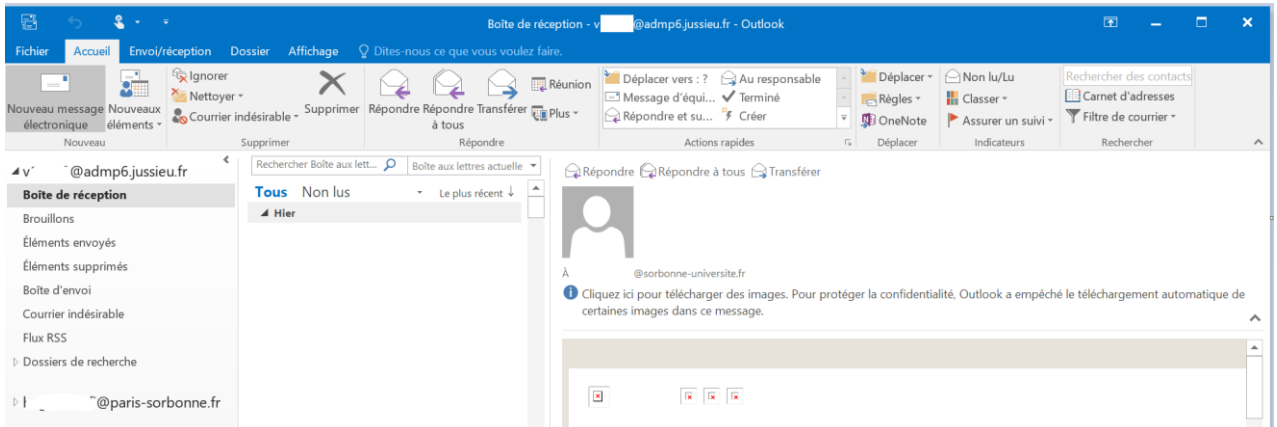 Boîte de réception - v @admp6.jussieu.fr - Outlook
Fichier Accueil Envoi/réception Dossier Affichage Dites-nous ce que vous voulez faire.
Nouveau message électronique
Nouveaux éléments
Nouveau
Ignorer
Nettoyer
Courrier indésirable
Supprimer
Supprimer
Répondre
Répondre à tous
Transférer
Réunion
Plus
Répondre
Déplacer vers : ?
Message d'équi...
Répondre et su...
Au responsable
Terminé
Créer
Actions rapides
Déplacer
Règles
OneNote
Déplacer
Non lu/Lu
Classer
Assurer un suivi
Indicateurs
Rechercher des contacts
Carnet d'adresses
Filtre de courrier
Rechercher
v @admp6.jussieu.fr
Boîte de réception
Brouillons
Éléments envoyés
Éléments supprimés
Boîte d'envoi
Courrier indésirable
Flux RSS
Dossiers de recherche
@paris-sorbonne.fr
Rechercher Boîte aux lett... Boîte aux lettres actuelle
Tous Non lus Le plus récent ↓
Hier
Répondre Répondre à tous Transférer
À @sorbonne-universite.fr
Cliquez ici pour télécharger des images. Pour protéger la confidentialité, Outlook a empêché le téléchargement automatique de
certaines images dans ce message.